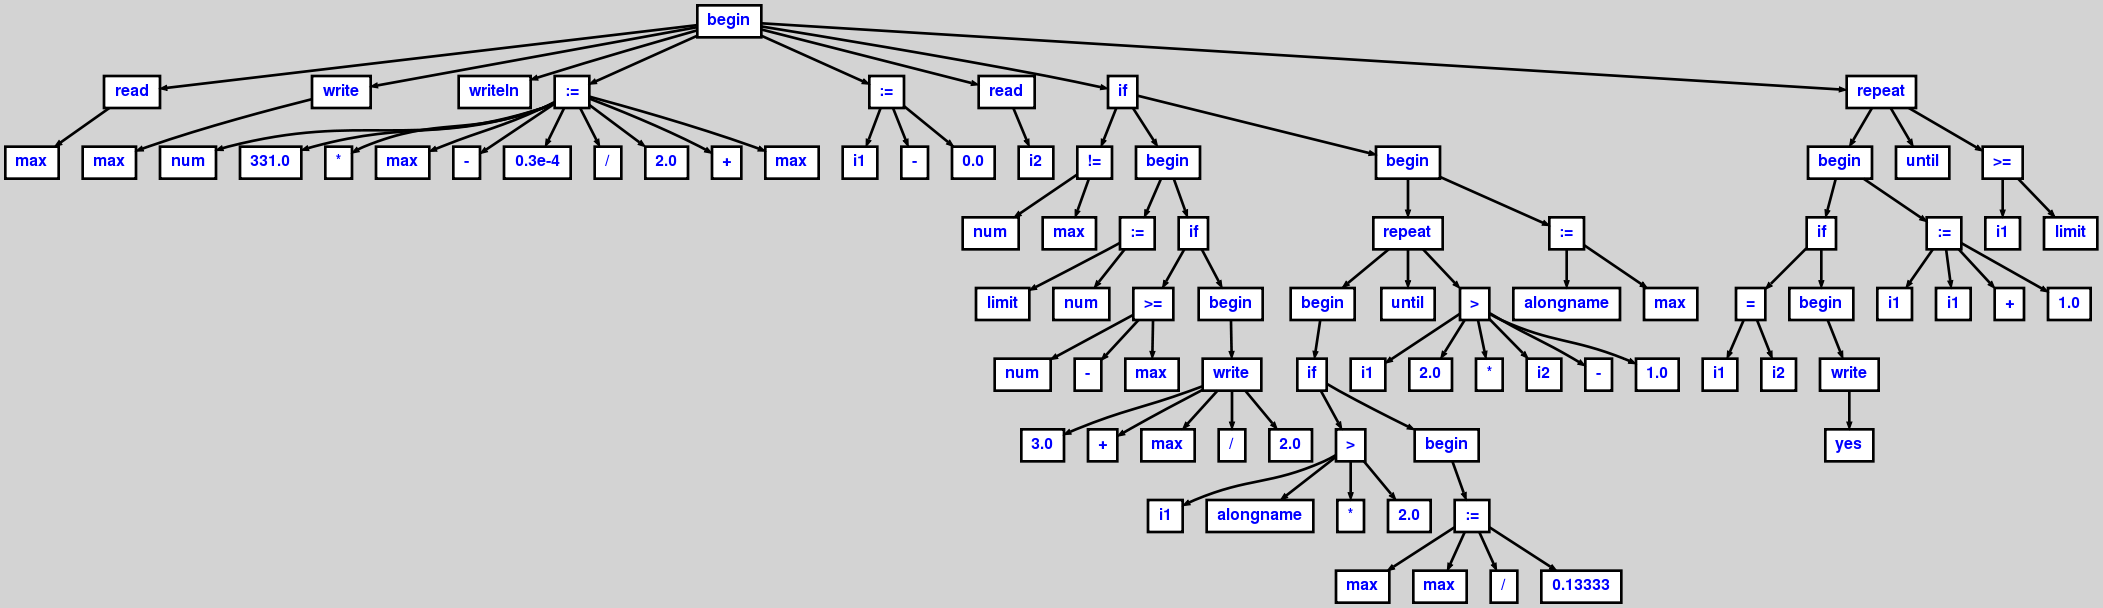 begin
read write writeln := := read if repeat
max max num 331.0 * max - 0.3e-4 / 2.0 + max i1 - 0.0 i2 != begin begin begin until >=
num max := if repeat := if := i1 limit
limit num >= begin begin until > alongname max = begin i1 i1 + 1.0
num - max write if i1 2.0 * i2 - 1.0 i1 i2 write
3.0 + max / 2.0 > begin yes
i1 alongname * 2.0 :=
max max / 0.13333